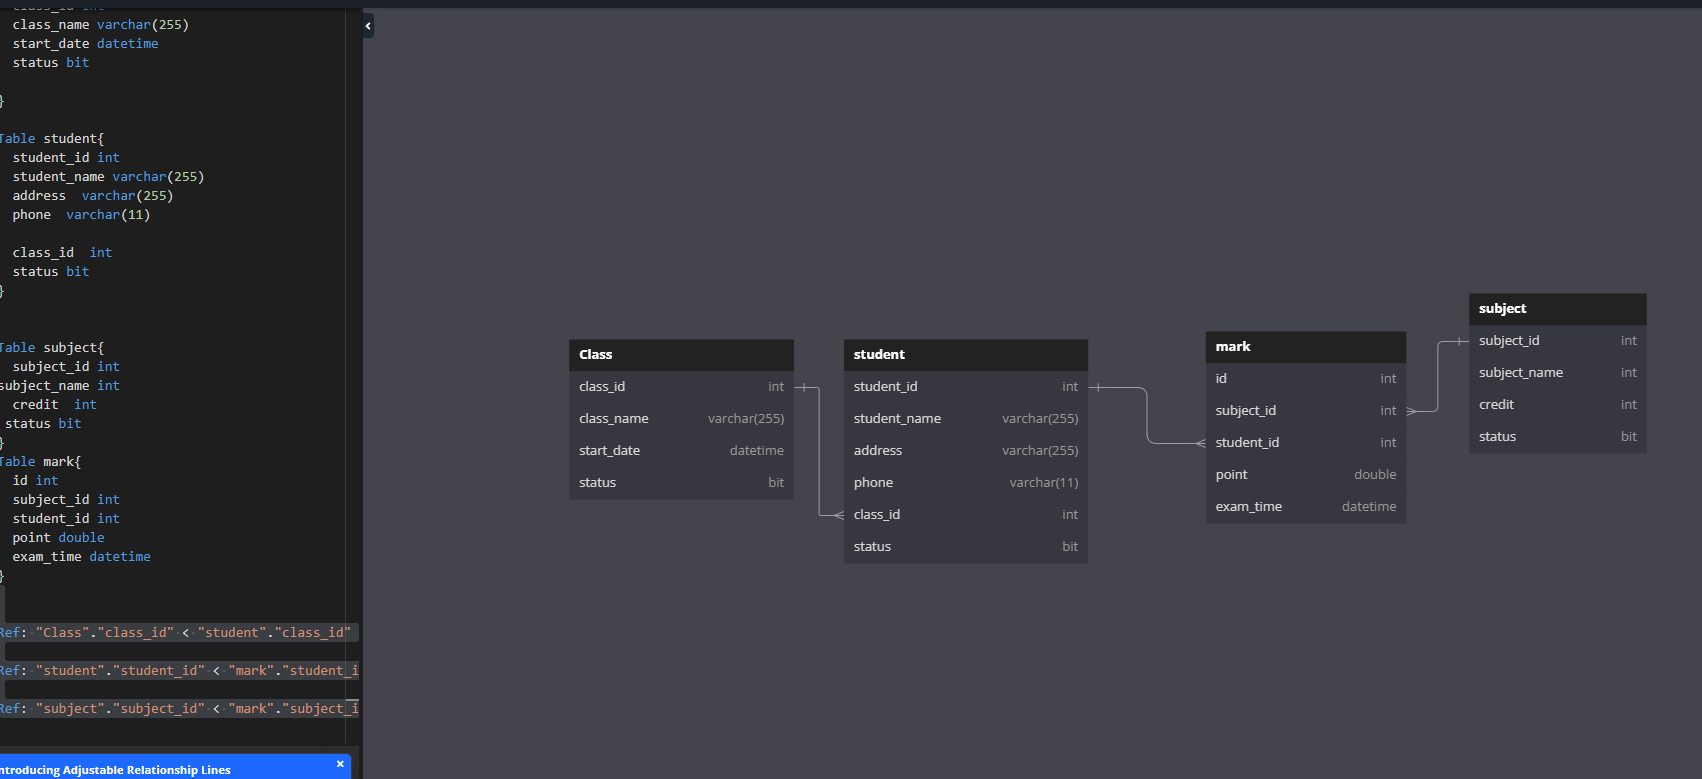 class_name varchar(255)
start_date datetime
status bit
}
Table student{
student_id int
student_name varchar(255)
address varchar(255)
phone varchar(11)
class_id int
status bit
}
Table subject{
subject_id int
subject_name int
credit int
status bit
}
Table mark{
id int
subject_id int
student_id int
point double
exam_time datetime
}
Ref: "Class"."class_id" < "student"."class_id"
Ref: "student"."student_id" < "mark"."student_i
Ref: "subject"."subject_id" < "mark"."subject_i
ntroducing Adjustable Relationship Lines
Class
class_id int
class_name varchar(255)
start_date datetime
status bit
student
student_id int
student_name varchar(255)
address varchar(255)
phone varchar(11)
class_id int
status bit
mark
id int
subject_id int
student_id int
point double
exam_time datetime
subject
subject_id int
subject_name int
credit int
status bit